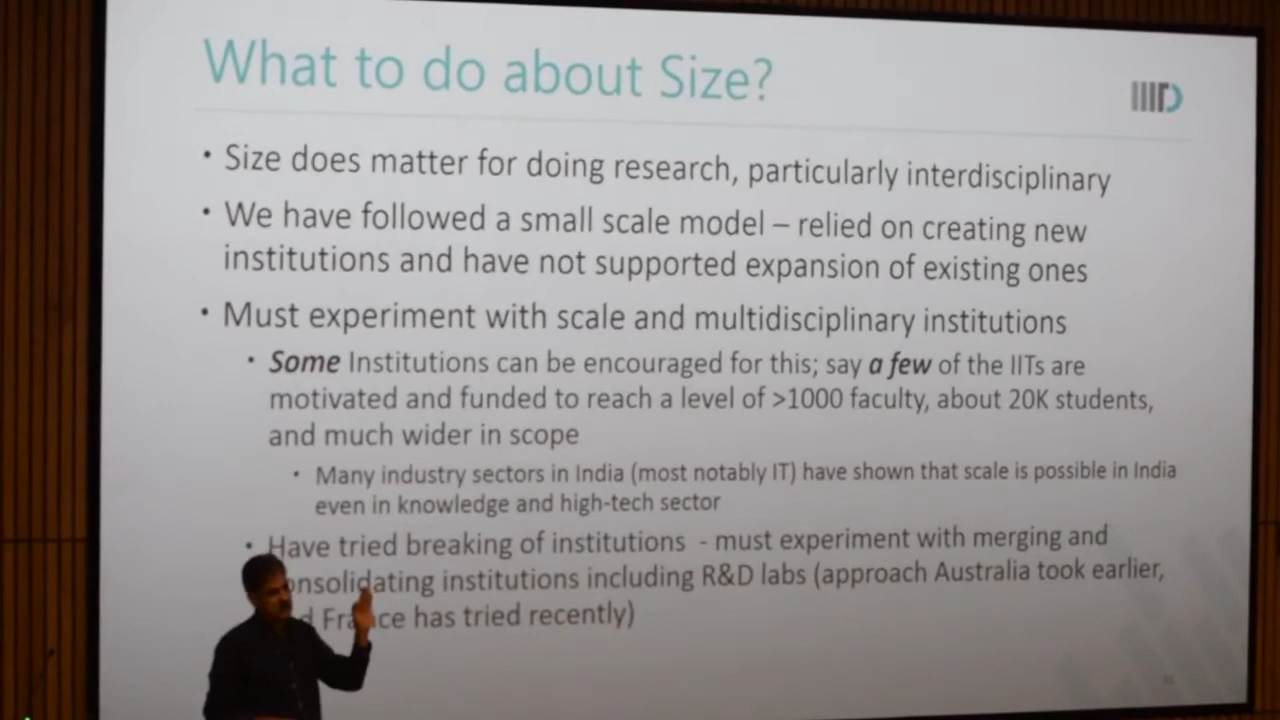 What to do about Size?
IIITD
• Size does matter for doing research, particularly interdisciplinary
• We have followed a small scale model – relied on creating new
institutions and have not supported expansion of existing ones
• Must experiment with scale and multidisciplinary institutions
• Some Institutions can be encouraged for this; say a few of the IITs are
motivated and funded to reach a level of >1000 faculty, about 20K students,
and much wider in scope
• Many industry sectors in India (most notably IT) have shown that scale is possible in India
even in knowledge and high-tech sector
• Have tried breaking of institutions - must experiment with merging and
onsolidating institutions including R&D labs (approach Australia took earlier,
d France has tried recently)